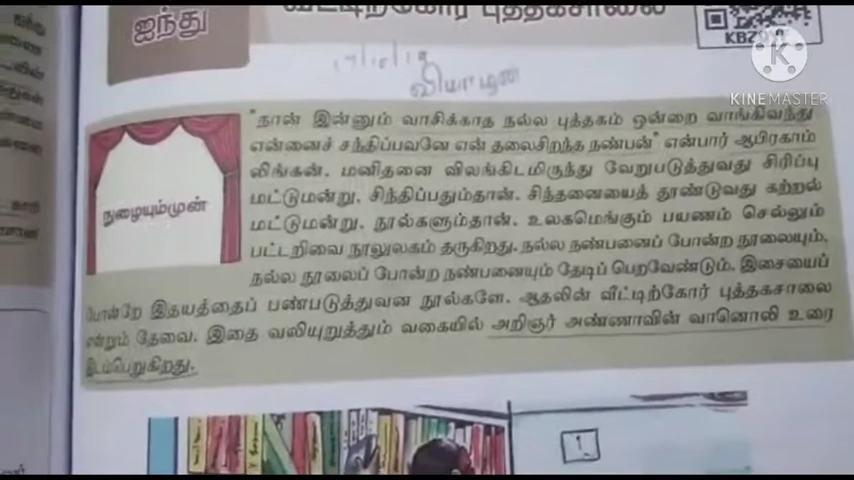 ஐந்து
வீட்டிற்கோர் புத்தகசாலை
KINEMASTER
வியாழன்
"நான் இன்னும் வாசிக்காத நல்ல புத்தகம் ஒன்றை வாங்கிவந்து
என்னைச் சந்திப்பவனே என் தலைசிறந்த நண்பன்" என்பார் ஆபிரகாம்
லிங்கன். மனிதனை விலங்கிடமிருந்து வேறுபடுத்துவது சிரிப்பு
நுழையும்முன்
மட்டுமன்று. சிந்திப்பதும்தான். சிந்தனையைத் தூண்டுவது கற்றல்
மட்டுமன்று. நூல்களும்தான். உலகமெங்கும் பயணம் செல்லும்
பட்டறிவை நூலுலகம் தருகிறது. நல்ல நண்பனைப் போன்ற நூலையும்,
நல்ல நூலைப் போன்ற நண்பனையும் தேடிப் பெறவேண்டும். இசையைப்
போன்றே இதயத்தைப் பண்படுத்துவன நூல்களே. ஆதலின் வீட்டிற்கோர் புத்தகசாலை
என்றும் தேவை. இதை வலியுறுத்தும் வகையில் அறிஞர் அண்ணாவின் வானொலி உரை
இடம்பெறுகிறது.
1